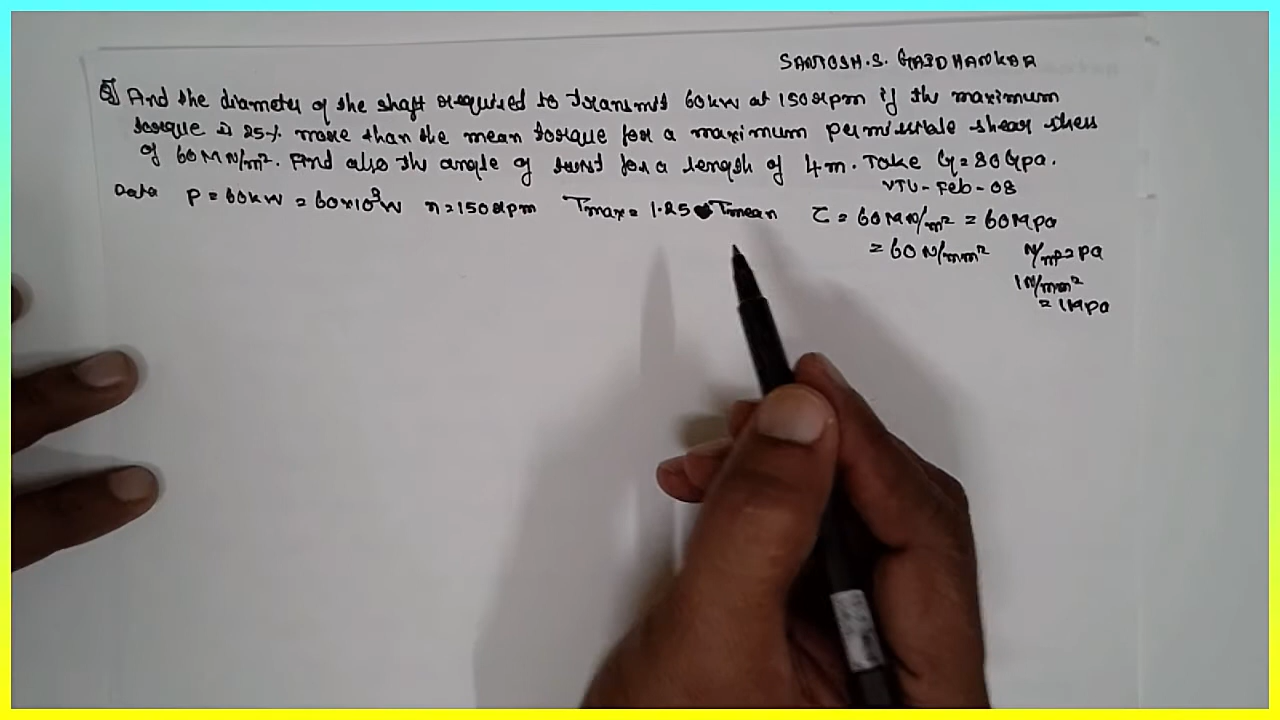 SANTOSH.S. GABDHANKAR
Q) Find the diameter of the shaft required to transmit 60kW at 150rpm if the maximum
torque is 25% more than the mean torque for a maximum permissible shear stress
of 60MN/m². Find also the angle of twist for a length of 4m. Take G = 80Gpa.
VTU-Feb-08
Data P = 60kW = 60×10³W n = 150rpm Tmax = 1.25 Tmean τ = 60MN/m² = 60Mpa
= 60N/mm² N/m² = pa
1N/mm²
= 1Mpa